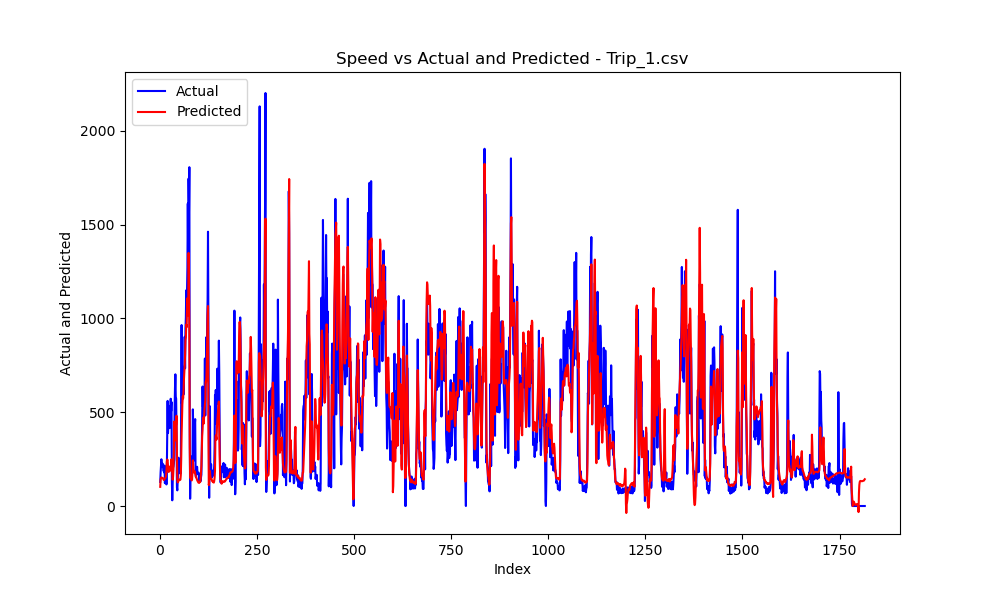 Speed vs Actual and Predicted - Trip_1.csv
Actual
Predicted
2000
1500
1000
500
0
Actual and Predicted
0 250 500 750 1000 1250 1500 1750
Index